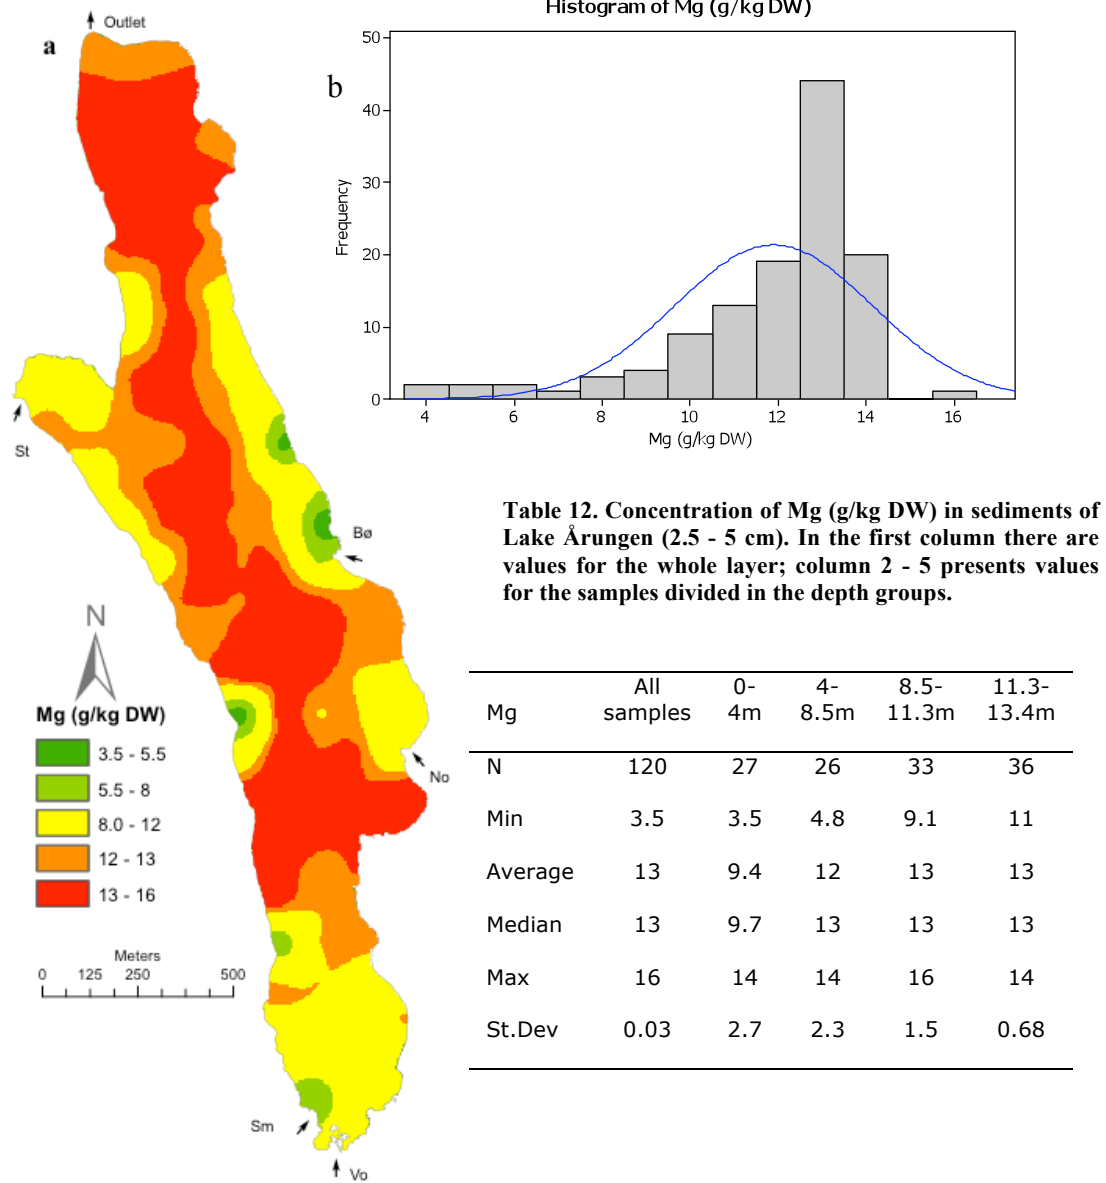 Outlet
a
St
Bø
No
Sm
Vo
N
Mg (g/kg DW)
3.5 - 5.5
5.5 - 8
8.0 - 12
12 - 13
13 - 16
Meters
0 125 250 500
Histogram of Mg (g/kg DW)
b
Frequency
50
40
30
20
10
0
4 6 8 10 12 14 16
Mg (g/kg DW)
Table 12. Concentration of Mg (g/kg DW) in sediments of
Lake Årungen (2.5 - 5 cm). In the first column there are
values for the whole layer; column 2 - 5 presents values
for the samples divided in the depth groups.
All 0- 4- 8.5- 11.3-
Mg samples 4m 8.5m 11.3m 13.4m
N 120 27 26 33 36
Min 3.5 3.5 4.8 9.1 11
Average 13 9.4 12 13 13
Median 13 9.7 13 13 13
Max 16 14 14 16 14
St.Dev 0.03 2.7 2.3 1.5 0.68